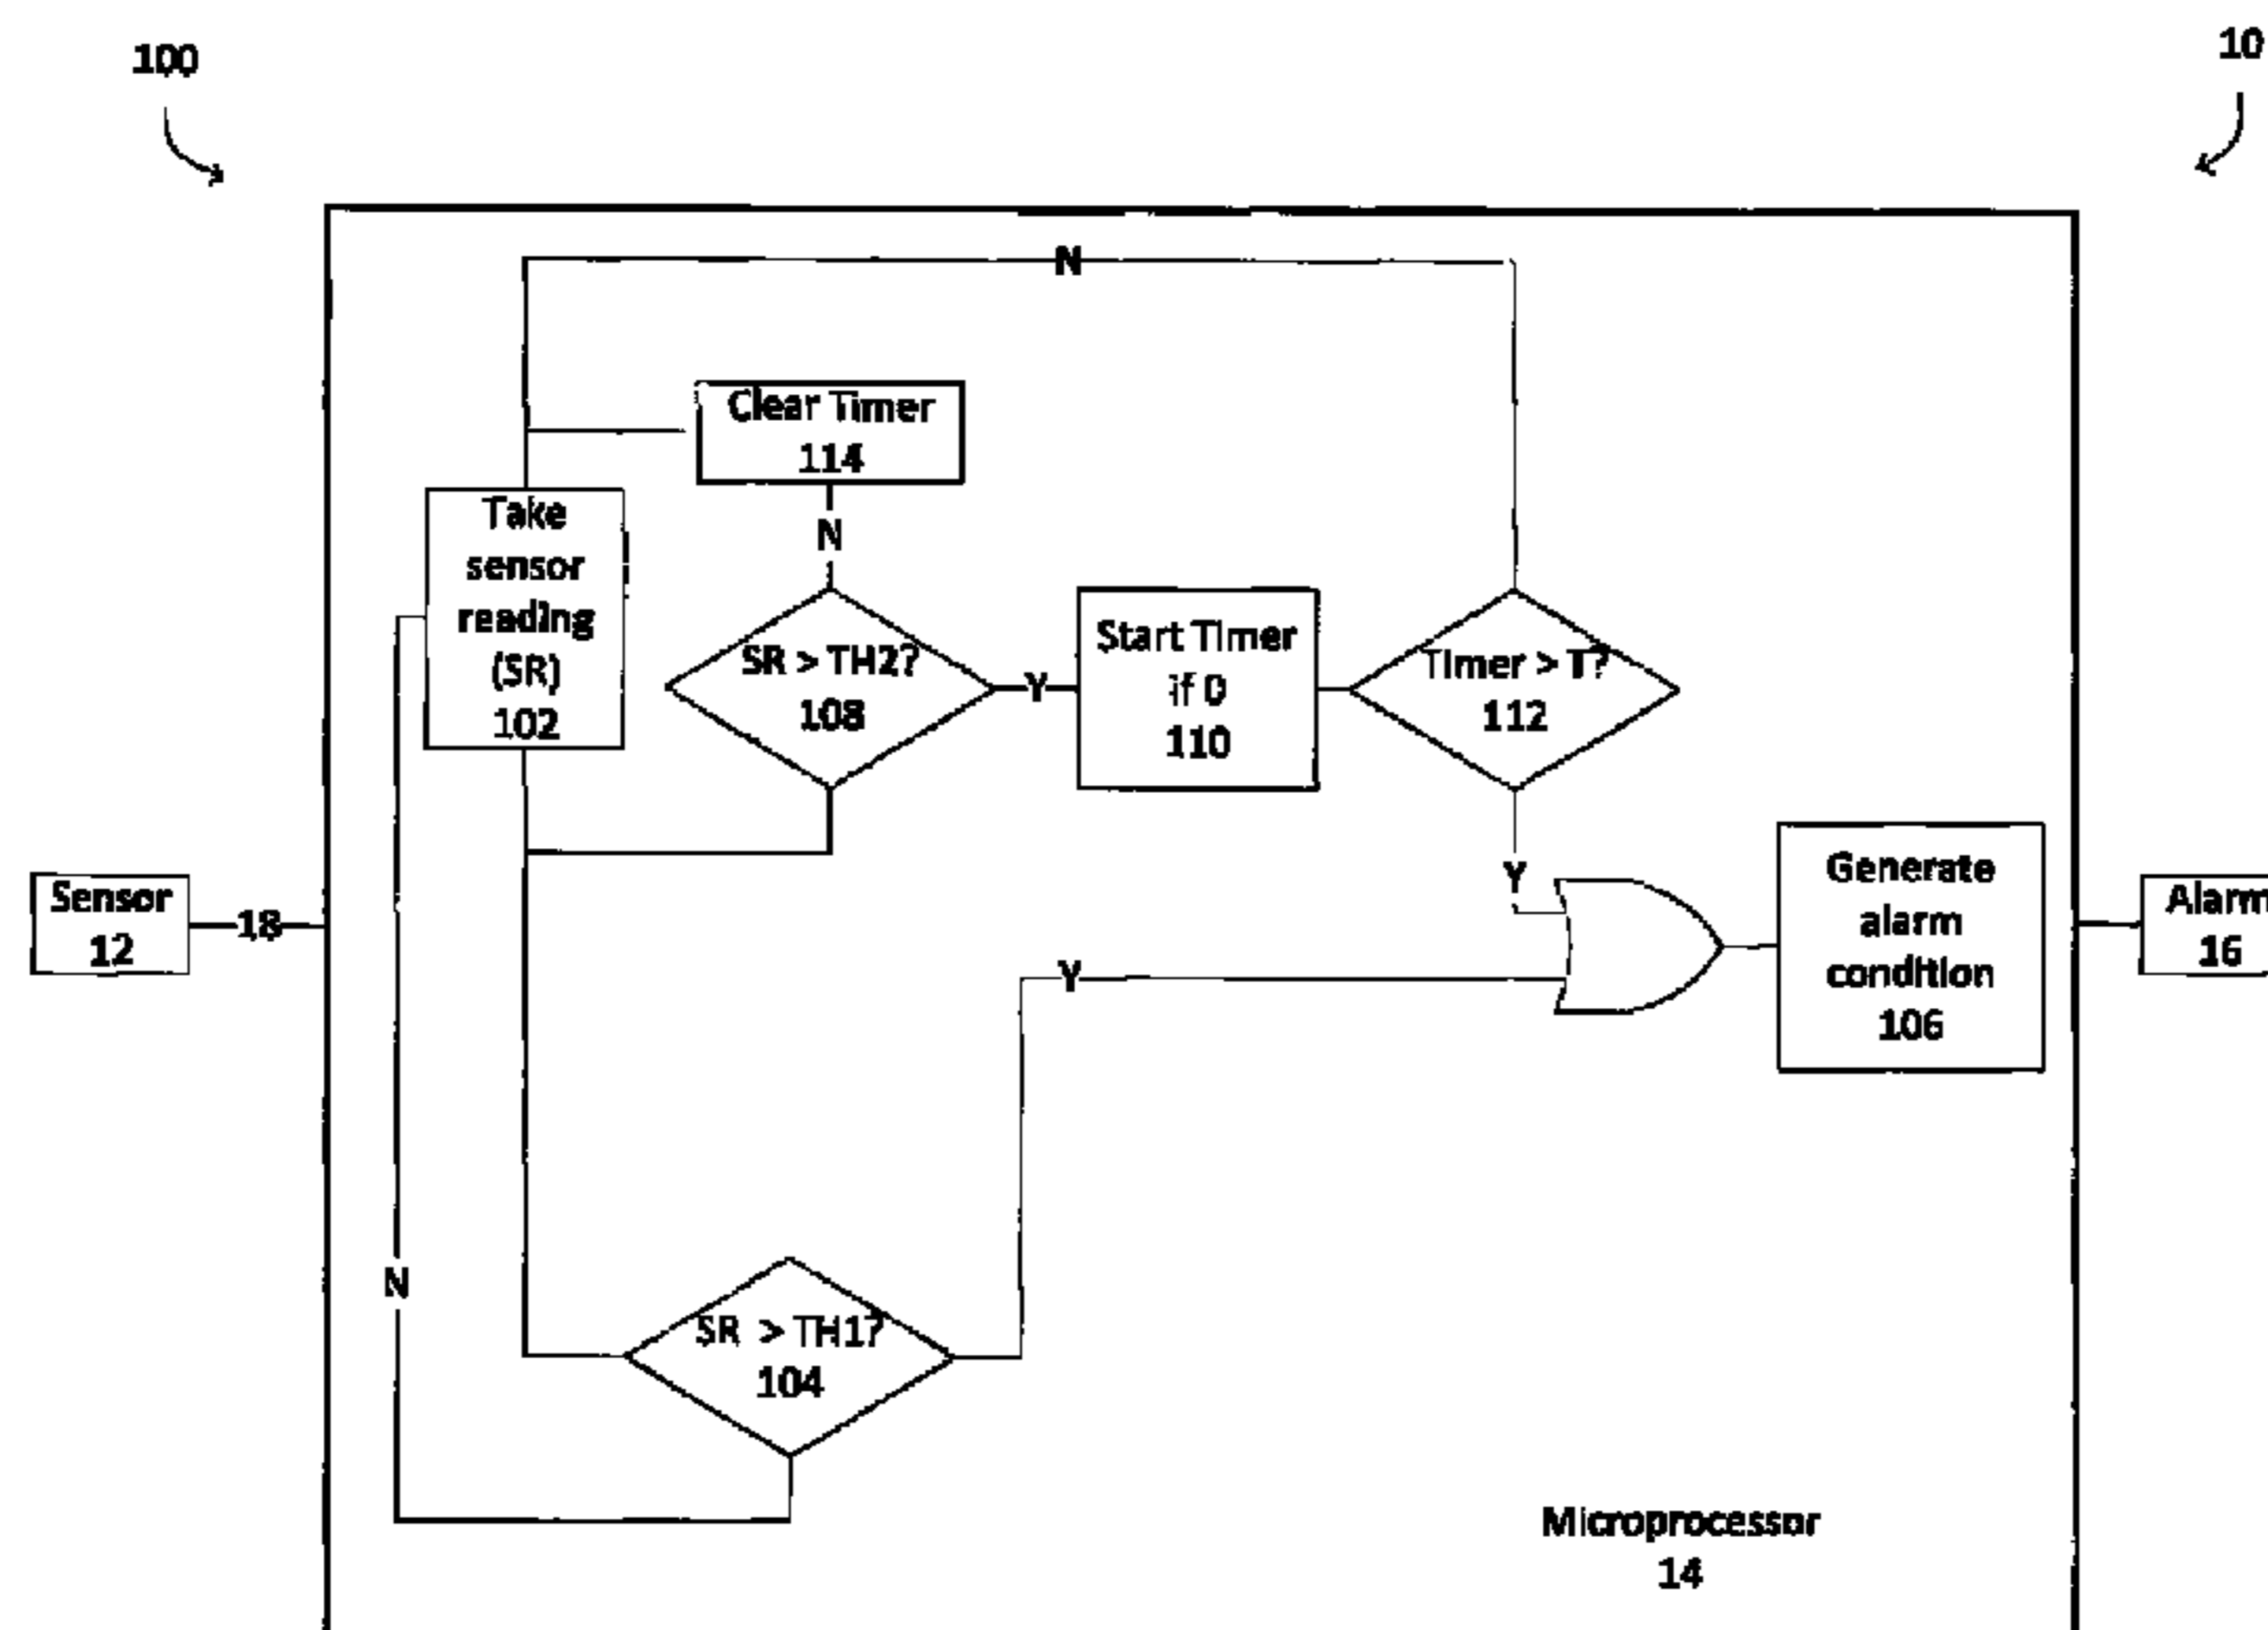 100
10
N
Clear Timer
114
N
Take
sensor
reading
(SR)
102
SR > TH2?
108
Y
Start Timer
if 0
110
Timer > T?
112
Y
Sensor
12
18
Generate
alarm
condition
106
Alarm
16
Y
N
SR > TH1?
104
Microprocessor
14